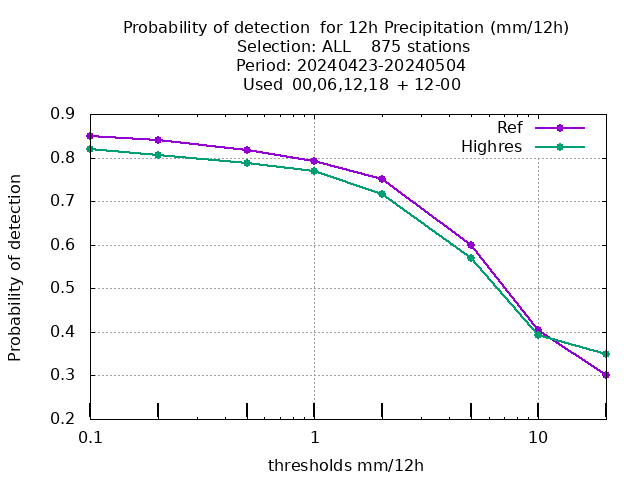 Probability of detection for 12h Precipitation (mm/12h)
Selection: ALL 875 stations
Period: 20240423-20240504
Used 00,06,12,18 + 12-00
Ref
Highres
Probability of detection
0.9
0.8
0.7
0.6
0.5
0.4
0.3
0.2
0.1 1 10
thresholds mm/12h